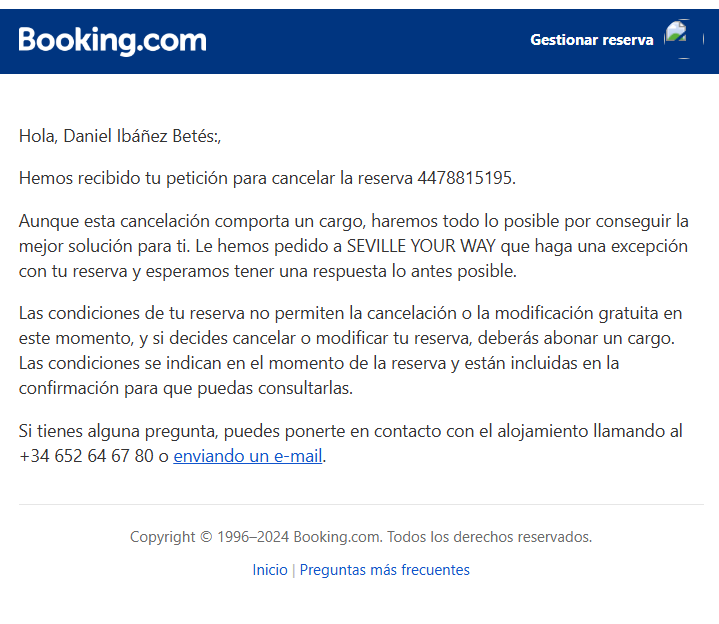 Booking.com
Gestionar reserva
Hola, Daniel Ibáñez Betés:,
Hemos recibido tu petición para cancelar la reserva 4478815195.
Aunque esta cancelación comporta un cargo, haremos todo lo posible por conseguir la
mejor solución para ti. Le hemos pedido a SEVILLE YOUR WAY que haga una excepción
con tu reserva y esperamos tener una respuesta lo antes posible.
Las condiciones de tu reserva no permiten la cancelación o la modificación gratuita en
este momento, y si decides cancelar o modificar tu reserva, deberás abonar un cargo.
Las condiciones se indican en el momento de la reserva y están incluidas en la
confirmación para que puedas consultarlas.
Si tienes alguna pregunta, puedes ponerte en contacto con el alojamiento llamando al
+34 652 64 67 80 o enviando un e-mail.
Copyright © 1996–2024 Booking.com. Todos los derechos reservados.
Inicio | Preguntas más frecuentes